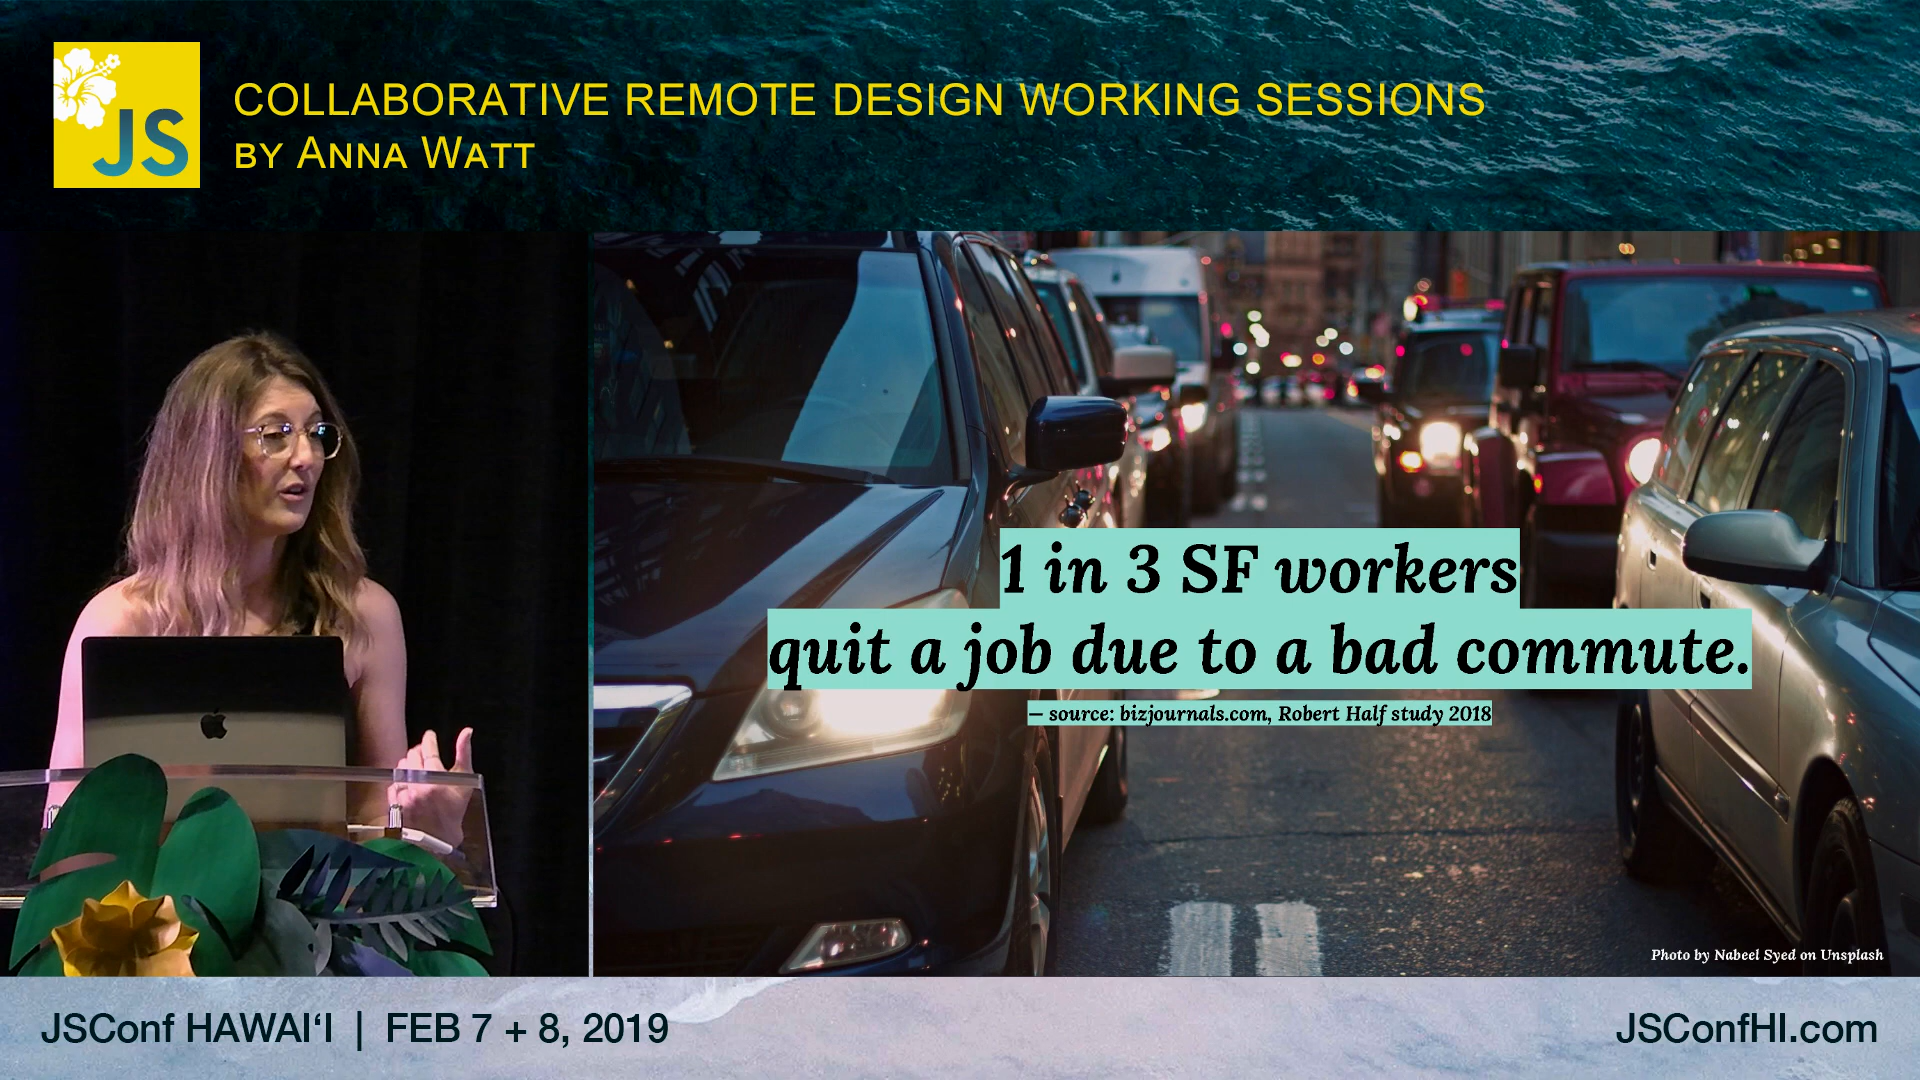 JS
COLLABORATIVE REMOTE DESIGN WORKING SESSIONS
BY ANNA WATT
1 in 3 SF workers
quit a job due to a bad commute.
– source: bizjournals.com, Robert Half study 2018
Photo by Nabeel Syed on Unsplash
JSConf HAWAI‘I | FEB 7 + 8, 2019
JSConfHI.com